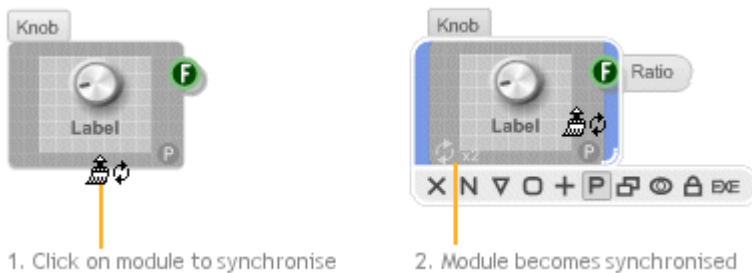 Knob
F
Label
P
Knob
F
Ratio
Label
x2
P
N P EXE
1. Click on module to synchronise
2. Module becomes synchronised